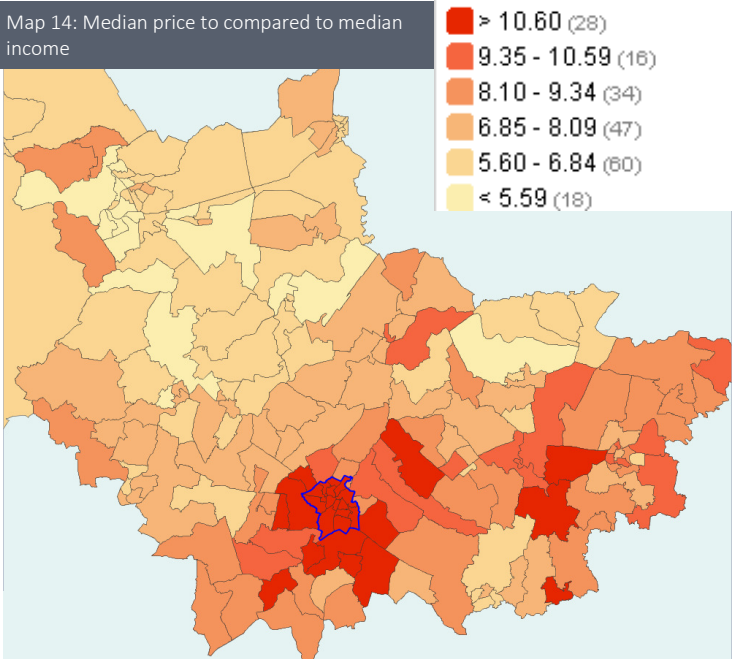 Map 14: Median price to compared to median
income
> 10.60 (28)
9.35 - 10.59 (16)
8.10 - 9.34 (34)
6.85 - 8.09 (47)
5.60 - 6.84 (60)
< 5.59 (18)